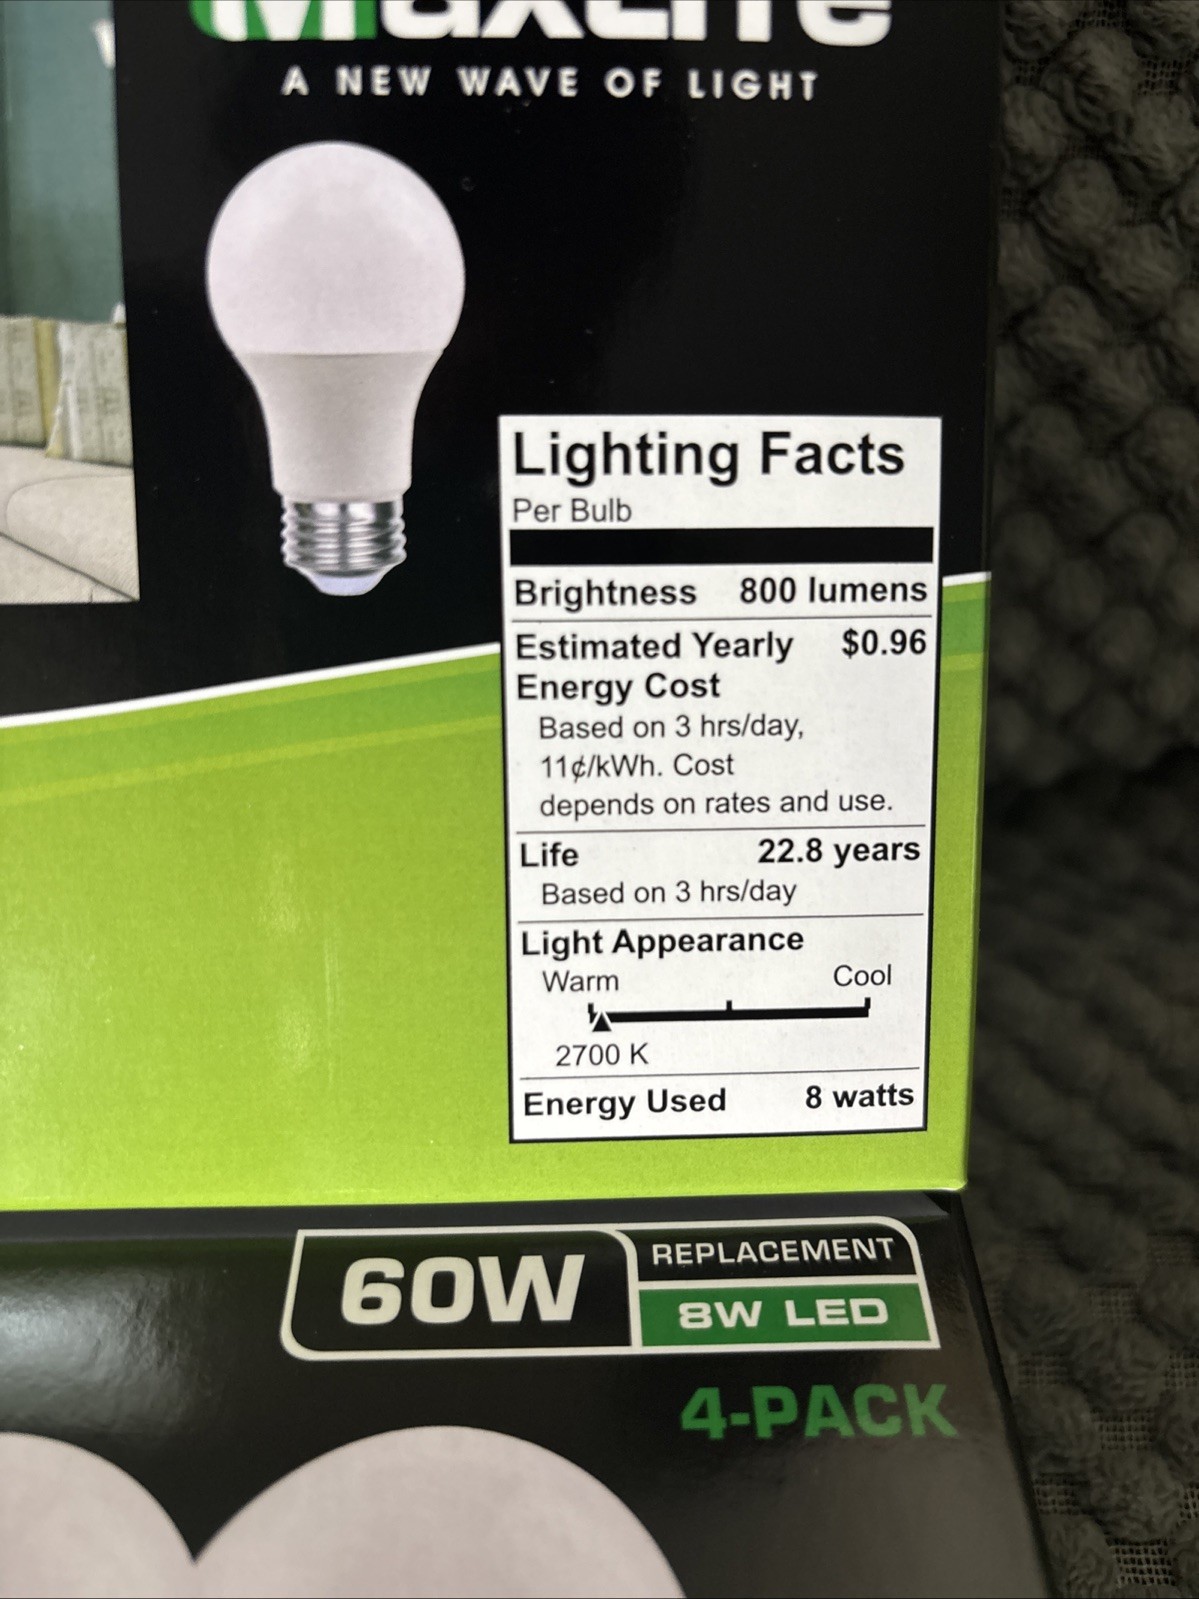 MaxLite
A NEW WAVE OF LIGHT
Lighting Facts
Per Bulb
Brightness 800 lumens
Estimated Yearly $0.96
Energy Cost
Based on 3 hrs/day,
11¢/kWh. Cost
depends on rates and use.
Life 22.8 years
Based on 3 hrs/day
Light Appearance
Warm Cool
2700 K
Energy Used 8 watts
60W REPLACEMENT
8W LED
4-PACK